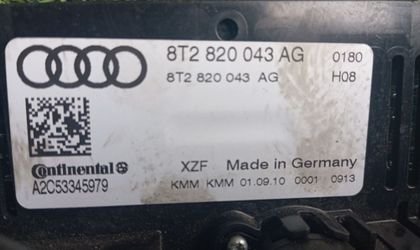 8T2 820 043 AG 0180
8T2 820 043 AG H08
Continental
A2C53345979
XZF Made in Germany
KMM KMM 01.09.10 0001 0913